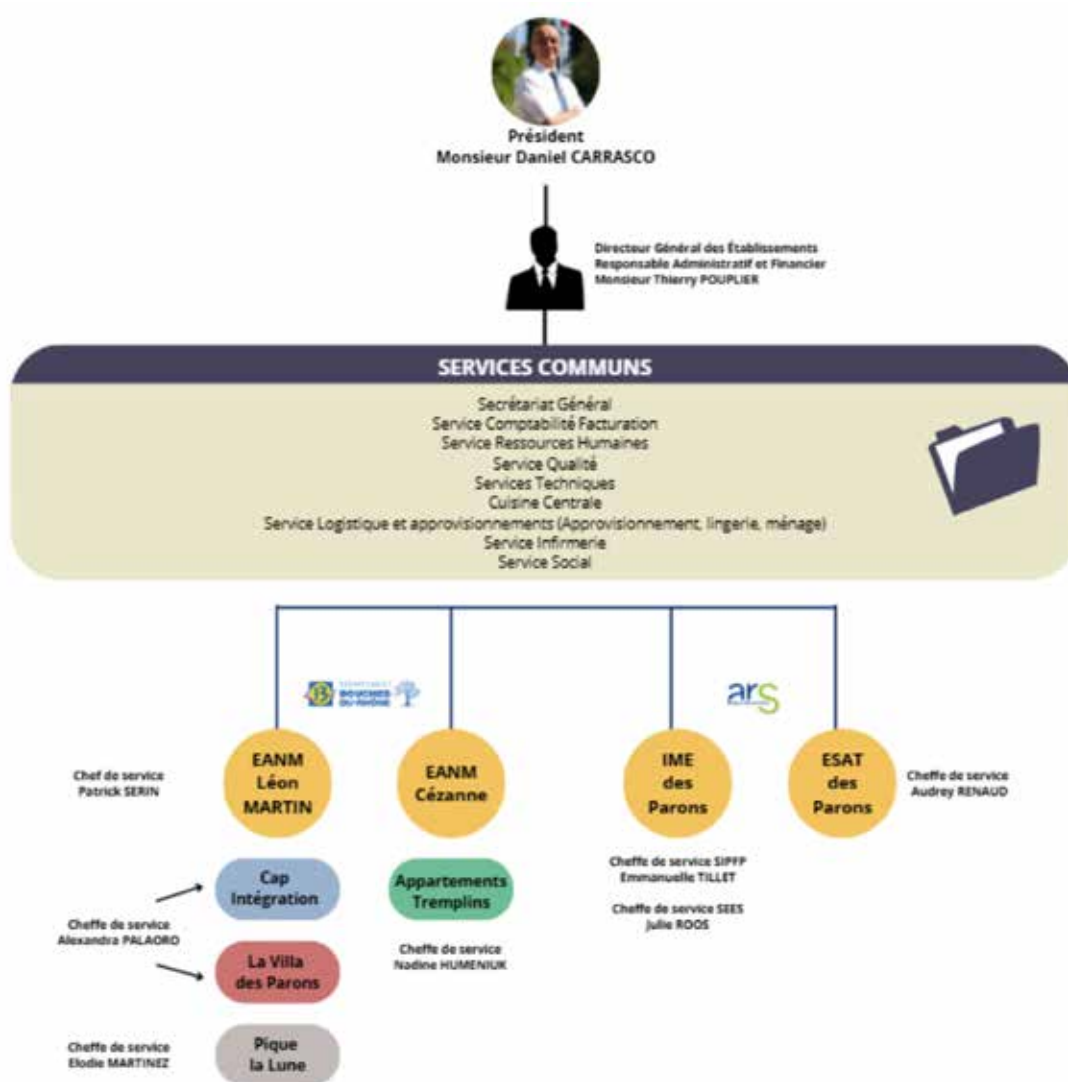 Président
Monsieur Daniel CARRASCO
Directeur Général des Établissements
Responsable Administratif et Financier
Monsieur Thierry POUPLIER
SERVICES COMMUNS
Secrétariat Général
Service Comptabilité Facturation
Service Ressources Humaines
Service Qualité
Services Techniques
Cuisine Centrale
Service Logistique et approvisionnements (Approvisionnement, lingerie, ménage)
Service Infirmerie
Service Social
DÉPARTEMENT
BOUCHES
DU-RHÔNE
ars
Chef de service
Patrick SERIN
EANM
Léon
MARTIN
EANM
Cézanne
IME
des
Parons
ESAT
des
Parons
Cheffe de service
Audrey RENAUD
Cap
Intégration
Appartements
Tremplins
Cheffe de service SIPFP
Emmanuelle TILLET
Cheffe de service SEES
Julie ROOS
Cheffe de service
Alexandra PALAORO
Cheffe de service
Nadine HUMENIUK
La Villa
des Parons
Cheffe de service
Elodie MARTINEZ
Pique
la Lune